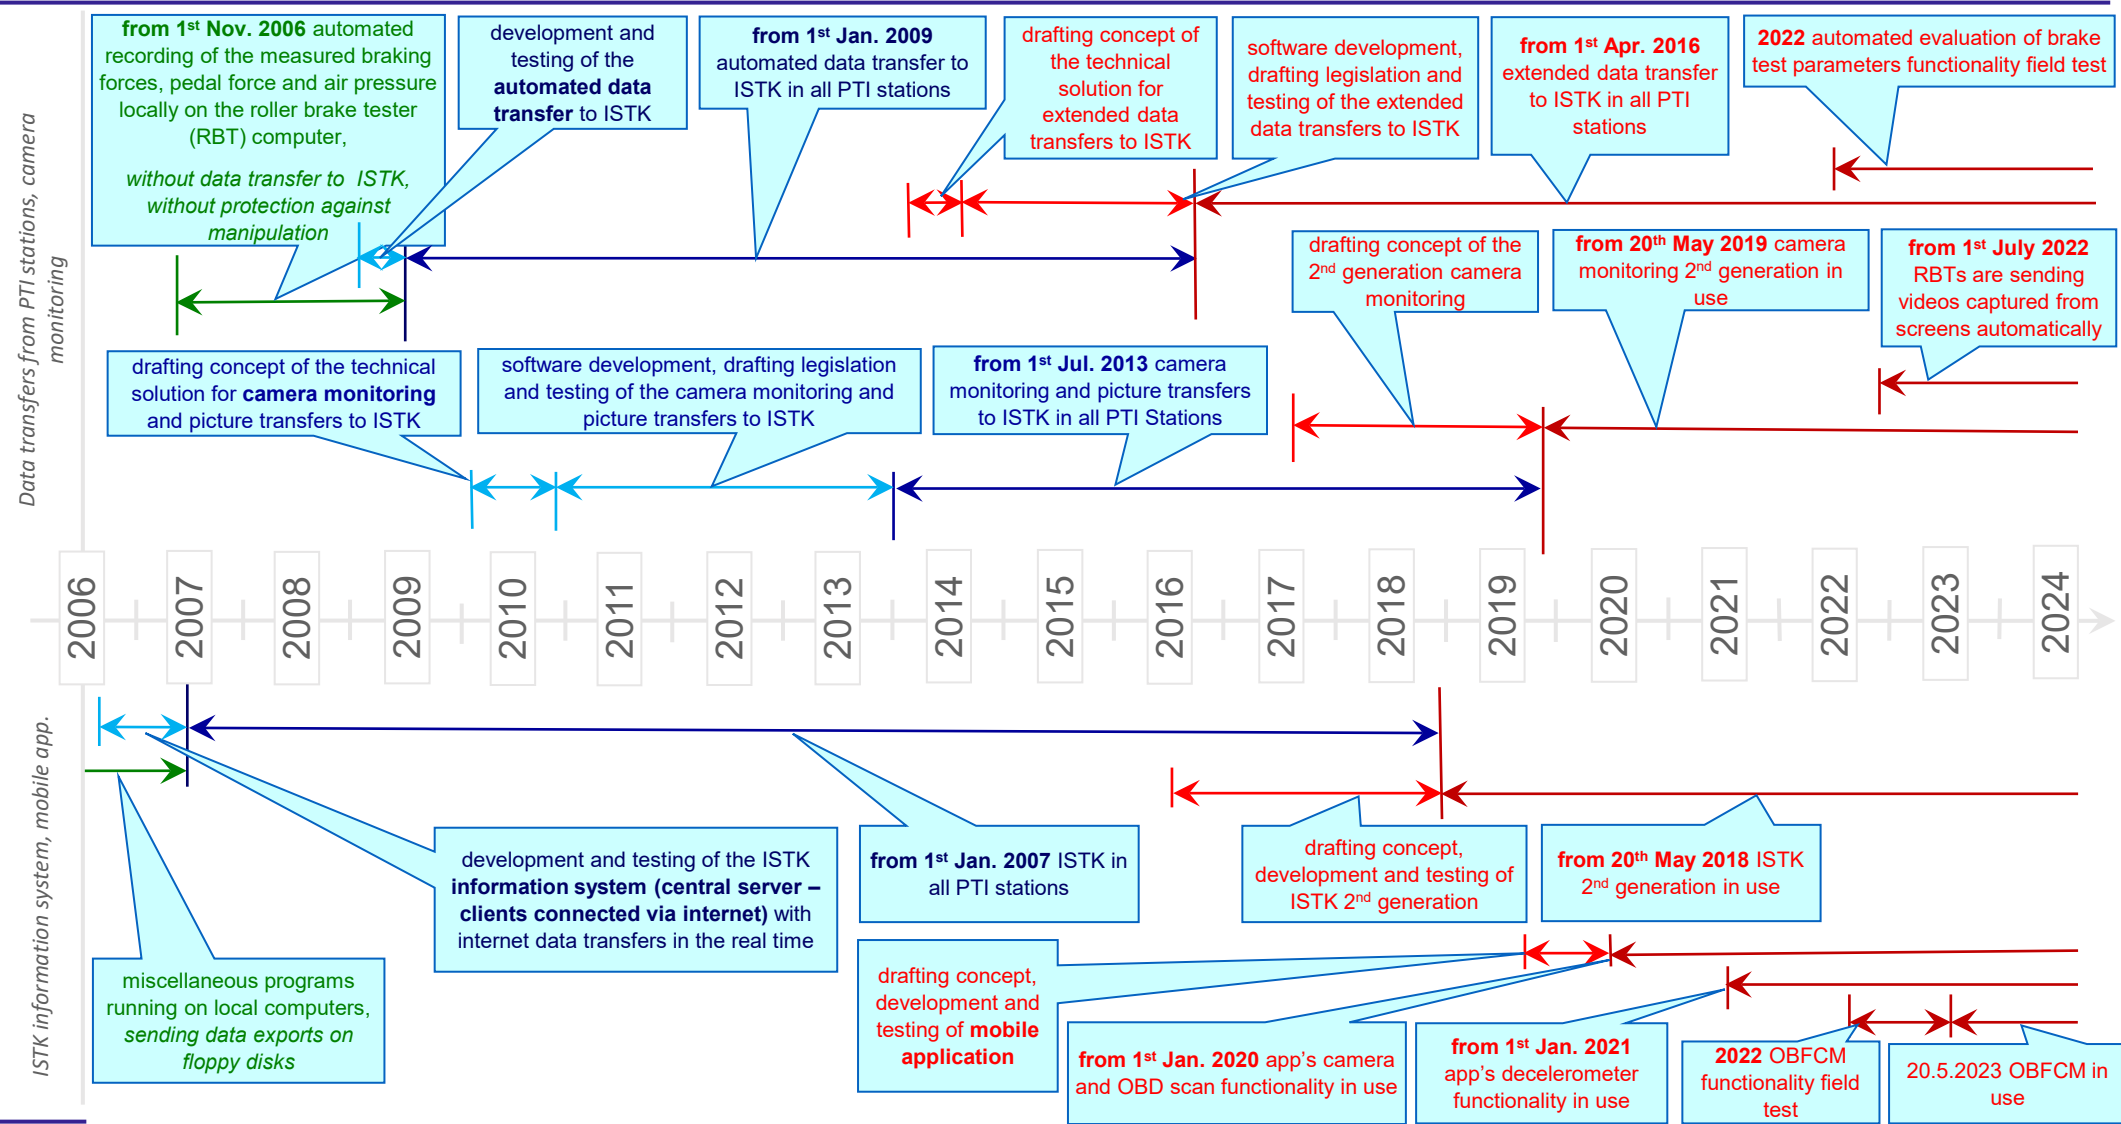 Data transfers from PTI stations, camera
monitoring
from 1st Nov. 2006 automated
recording of the measured braking
forces, pedal force and air pressure
locally on the roller brake tester
(RBT) computer,
without data transfer to ISTK,
without protection against
manipulation
development and
testing of the
automated data
transfer to ISTK
from 1st Jan. 2009
automated data transfer to
ISTK in all PTI stations
drafting concept of
the technical
solution for
extended data
transfers to ISTK
software development,
drafting legislation and
testing of the extended
data transfers to ISTK
from 1st Apr. 2016
extended data transfer
to ISTK in all PTI
stations
2022 automated evaluation of brake
test parameters functionality field test
drafting concept of the
2nd generation camera
monitoring
from 20th May 2019 camera
monitoring 2nd generation in
use
from 1st July 2022
RBTs are sending
videos captured from
screens automatically
drafting concept of the technical
solution for camera monitoring
and picture transfers to ISTK
software development, drafting legislation
and testing of the camera monitoring and
picture transfers to ISTK
from 1st Jul. 2013 camera
monitoring and picture transfers
to ISTK in all PTI Stations
2006
2007
2008
2009
2010
2011
2012
2013
2014
2015
2016
2017
2018
2019
2020
2021
2022
2023
2024
ISTK information system, mobile app.
miscellaneous programs
running on local computers,
sending data exports on
floppy disks
development and testing of the ISTK
information system (central server –
clients connected via internet) with
internet data transfers in the real time
from 1st Jan. 2007 ISTK in
all PTI stations
drafting concept,
development and testing of
ISTK 2nd generation
from 20th May 2018 ISTK
2nd generation in use
drafting concept,
development and
testing of mobile
application
from 1st Jan. 2020 app's camera
and OBD scan functionality in use
from 1st Jan. 2021
app's decelerometer
functionality in use
2022 OBFCM
functionality field
test
20.5.2023 OBFCM in
use